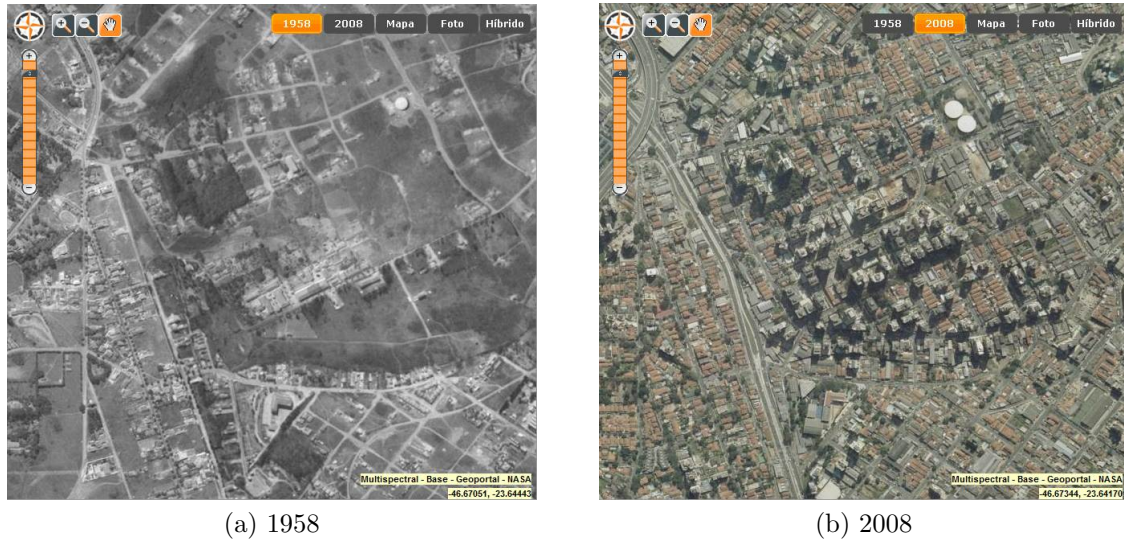 1958 2008 Mapa Foto Híbrido
Multispectral - Base - Geoportal - NASA
-46.67051, -23.64443
(a) 1958
1958 2008 Mapa Foto Híbrido
Multispectral - Base - Geoportal - NASA
-46.67344, -23.64170
(b) 2008